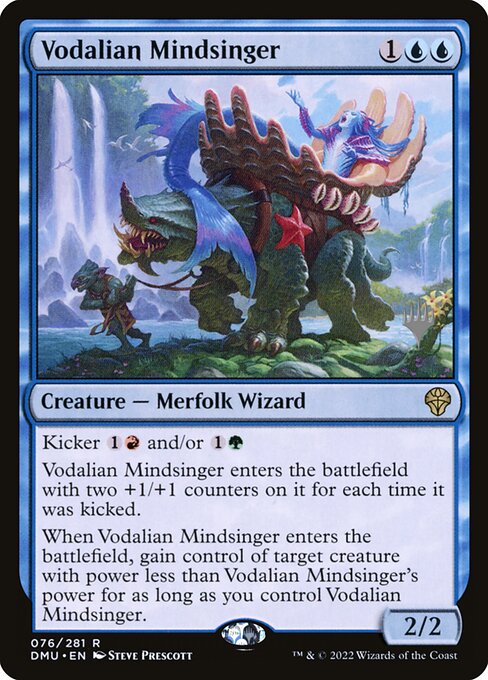 Vodalian Mindsinger 1
Creature — Merfolk Wizard
Kicker 1 and/or 1
Vodalian Mindsinger enters the battlefield
with two +1/+1 counters on it for each time it
was kicked.
When Vodalian Mindsinger enters the
battlefield, gain control of target creature
with power less than Vodalian Mindsinger's
power for as long as you control Vodalian
Mindsinger.
2/2
076/281 R
DMU • EN STEVE PRESCOTT
™ & © 2022 Wizards of the Coast